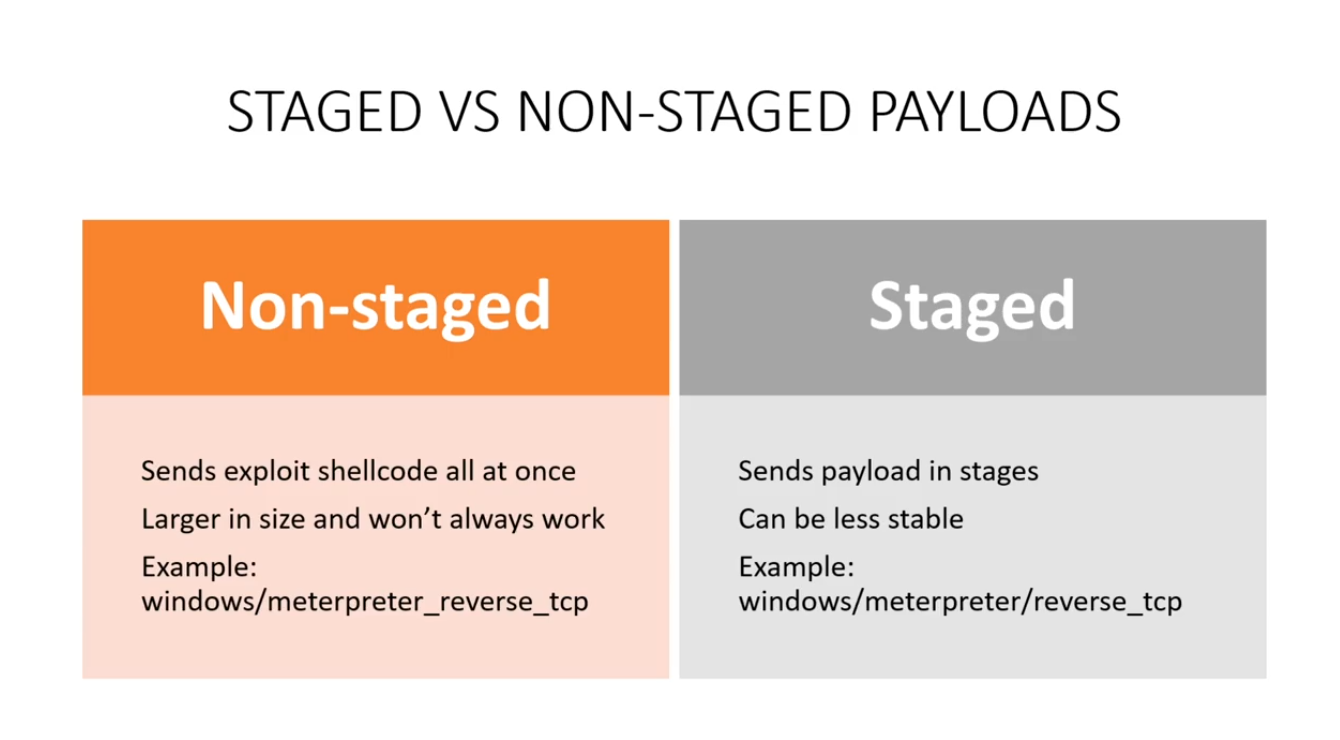 STAGED VS NON-STAGED PAYLOADS
Non-staged
Sends exploit shellcode all at once
Larger in size and won’t always work
Example:
windows/meterpreter_reverse_tcp
Staged
Sends payload in stages
Can be less stable
Example:
windows/meterpreter/reverse_tcp